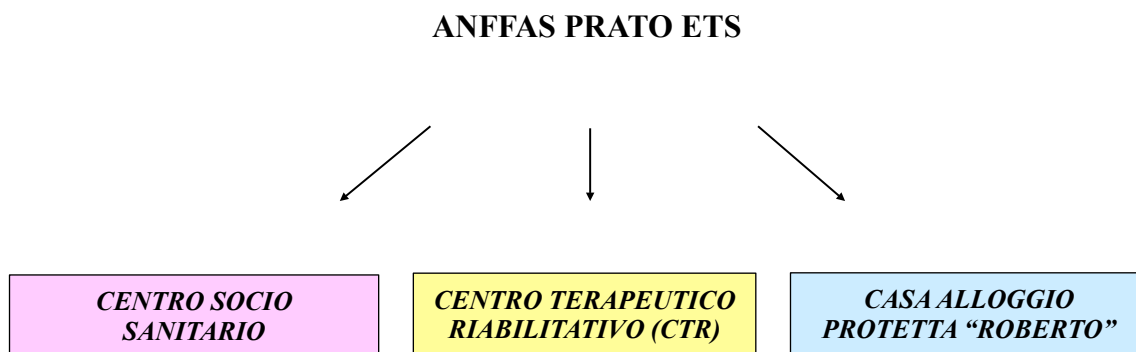 ANFFAS PRATO ETS
CENTRO SOCIO
SANITARIO
CENTRO TERAPEUTICO
RIABILITATIVO (CTR)
CASA ALLOGGIO
PROTETTA “ROBERTO”